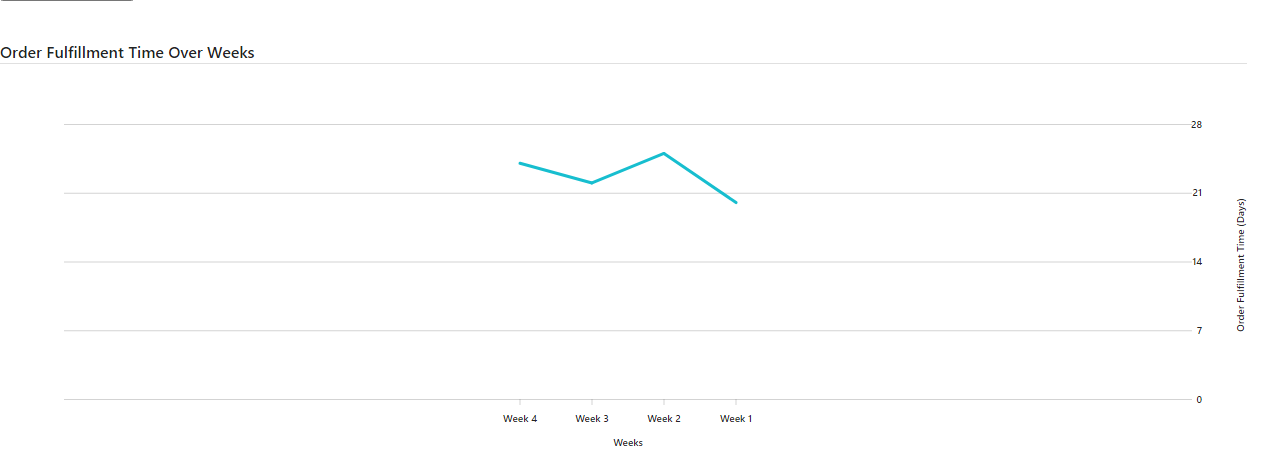 Order Fulfillment Time Over Weeks
28
21
14
7
0
Order Fulfillment Time (Days)
Week 4 Week 3 Week 2 Week 1
Weeks